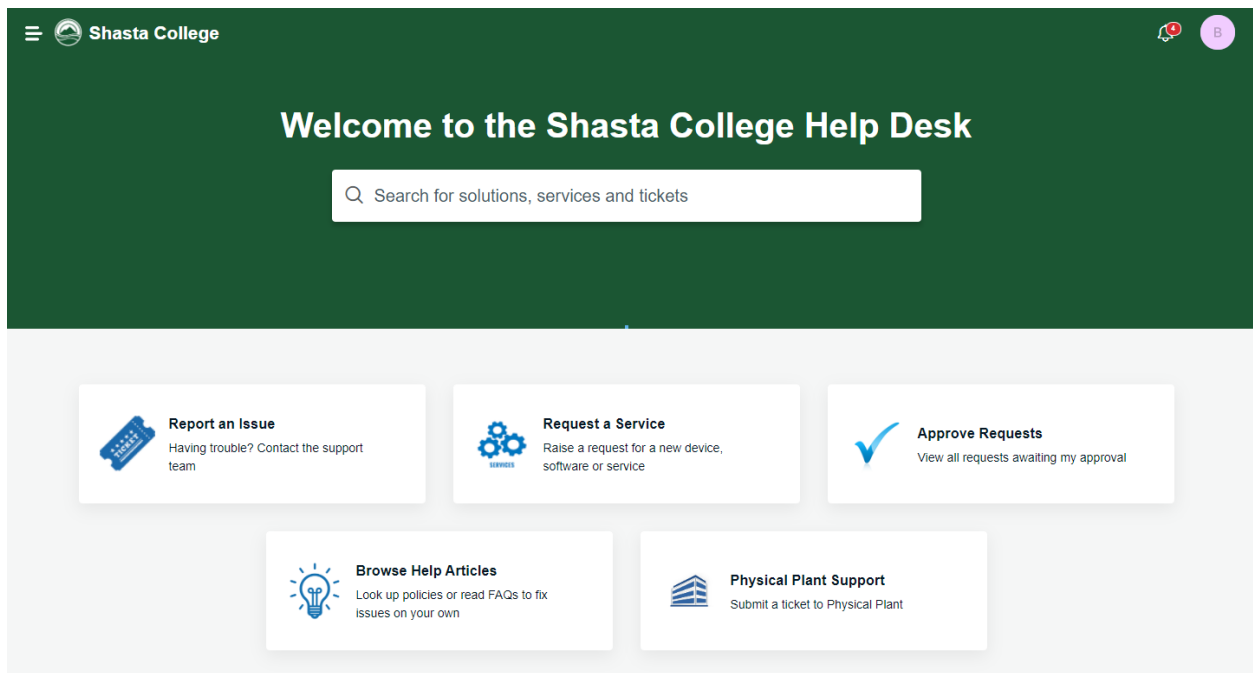 Shasta College
4
B
Welcome to the Shasta College Help Desk
Search for solutions, services and tickets
TICKET
Report an Issue
Having trouble? Contact the support
team
SERVICES
Request a Service
Raise a request for a new device,
software or service
Approve Requests
View all requests awaiting my approval
Browse Help Articles
Look up policies or read FAQs to fix
issues on your own
Physical Plant Support
Submit a ticket to Physical Plant